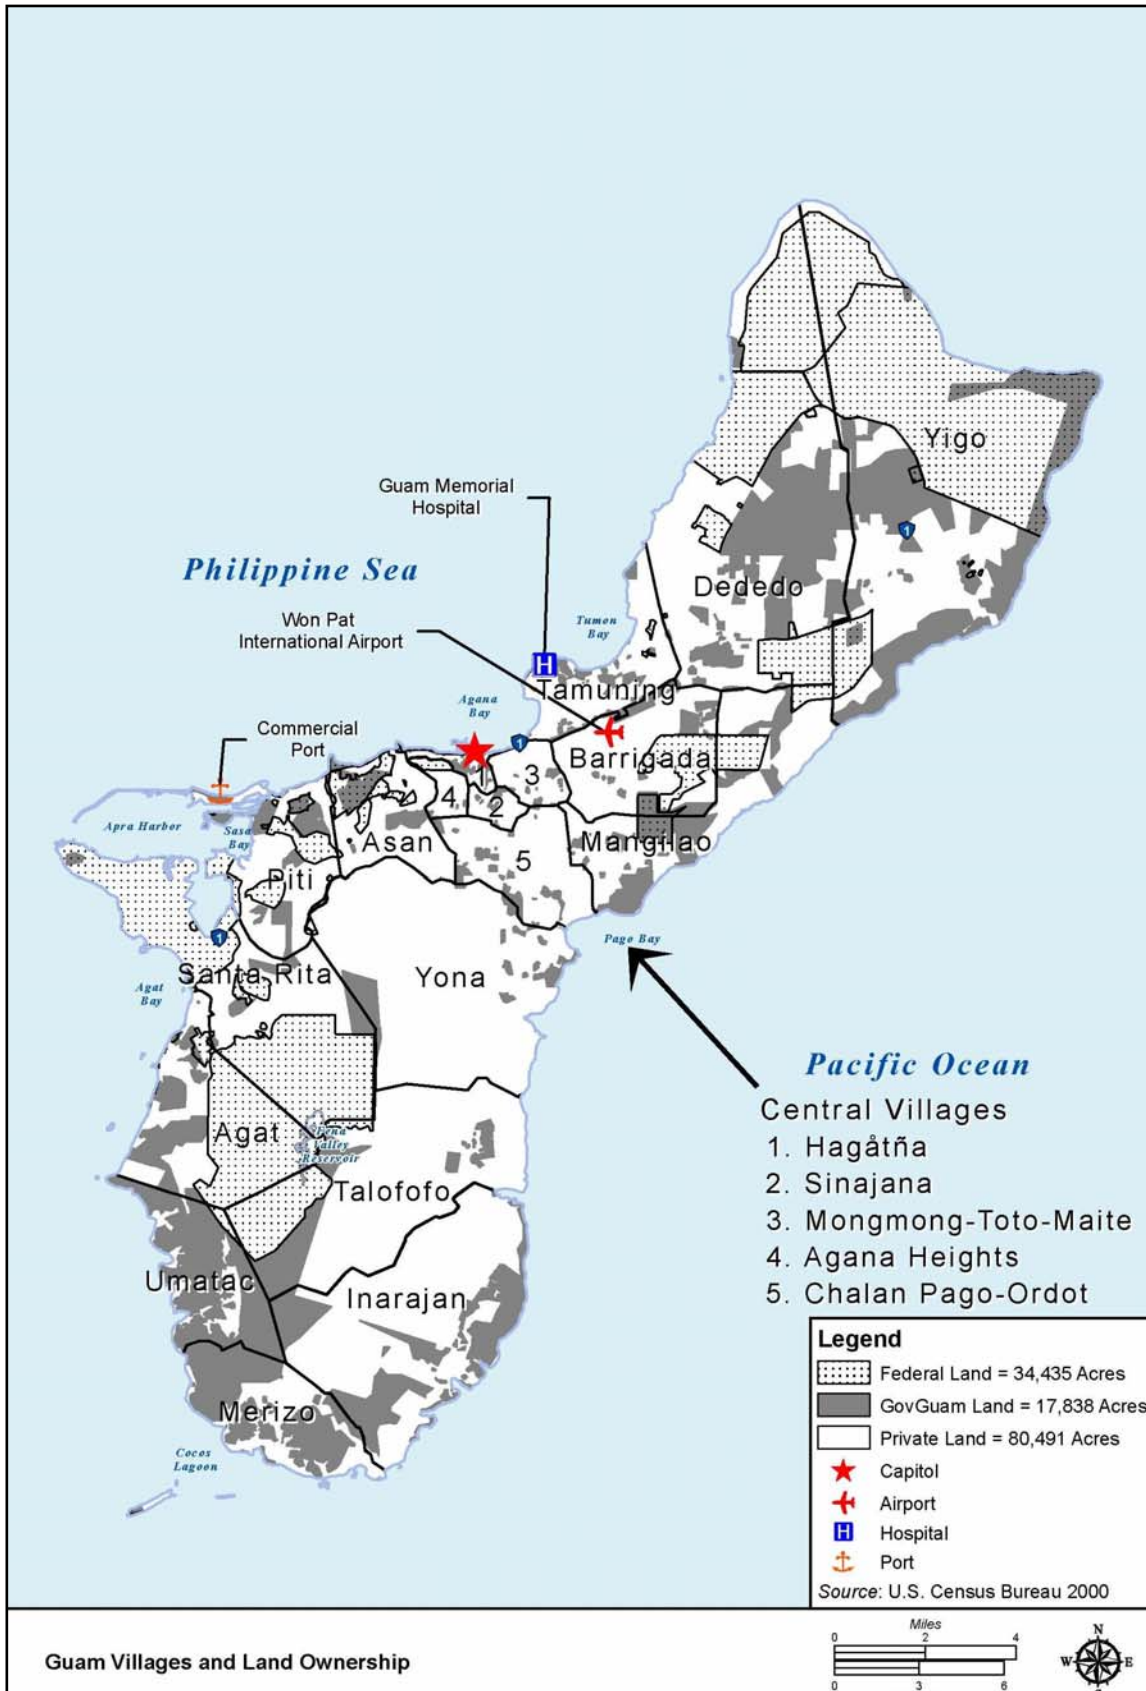 Yigo
Guam Memorial
Hospital
1
Philippine Sea
Dededo
Won Pat
International Airport
Tumon
Bay
H
Tamuning
Agana
Bay
Commercial
Port
1
Barrigada
1
3
4
2
Apra Harbor
Sasa
Bay
Asan
Mangilao
5
Piti
1
Pago Bay
Santa Rita
Yona
Agat
Bay
Pacific Ocean
Central Villages
1. Hagåtña
2. Sinajana
3. Mongmong-Toto-Maite
4. Agana Heights
5. Chalan Pago-Ordot
Agat
Fena
Valley
Reservoir
Talofofo
Umatac
Inarajan
Merizo
Cocos
Lagoon
Legend
Federal Land = 34,435 Acres
GovGuam Land = 17,838 Acres
Private Land = 80,491 Acres
Capitol
Airport
H Hospital
Port
Source: U.S. Census Bureau 2000
Guam Villages and Land Ownership
Miles
0 2 4
0 3 6
N
W E